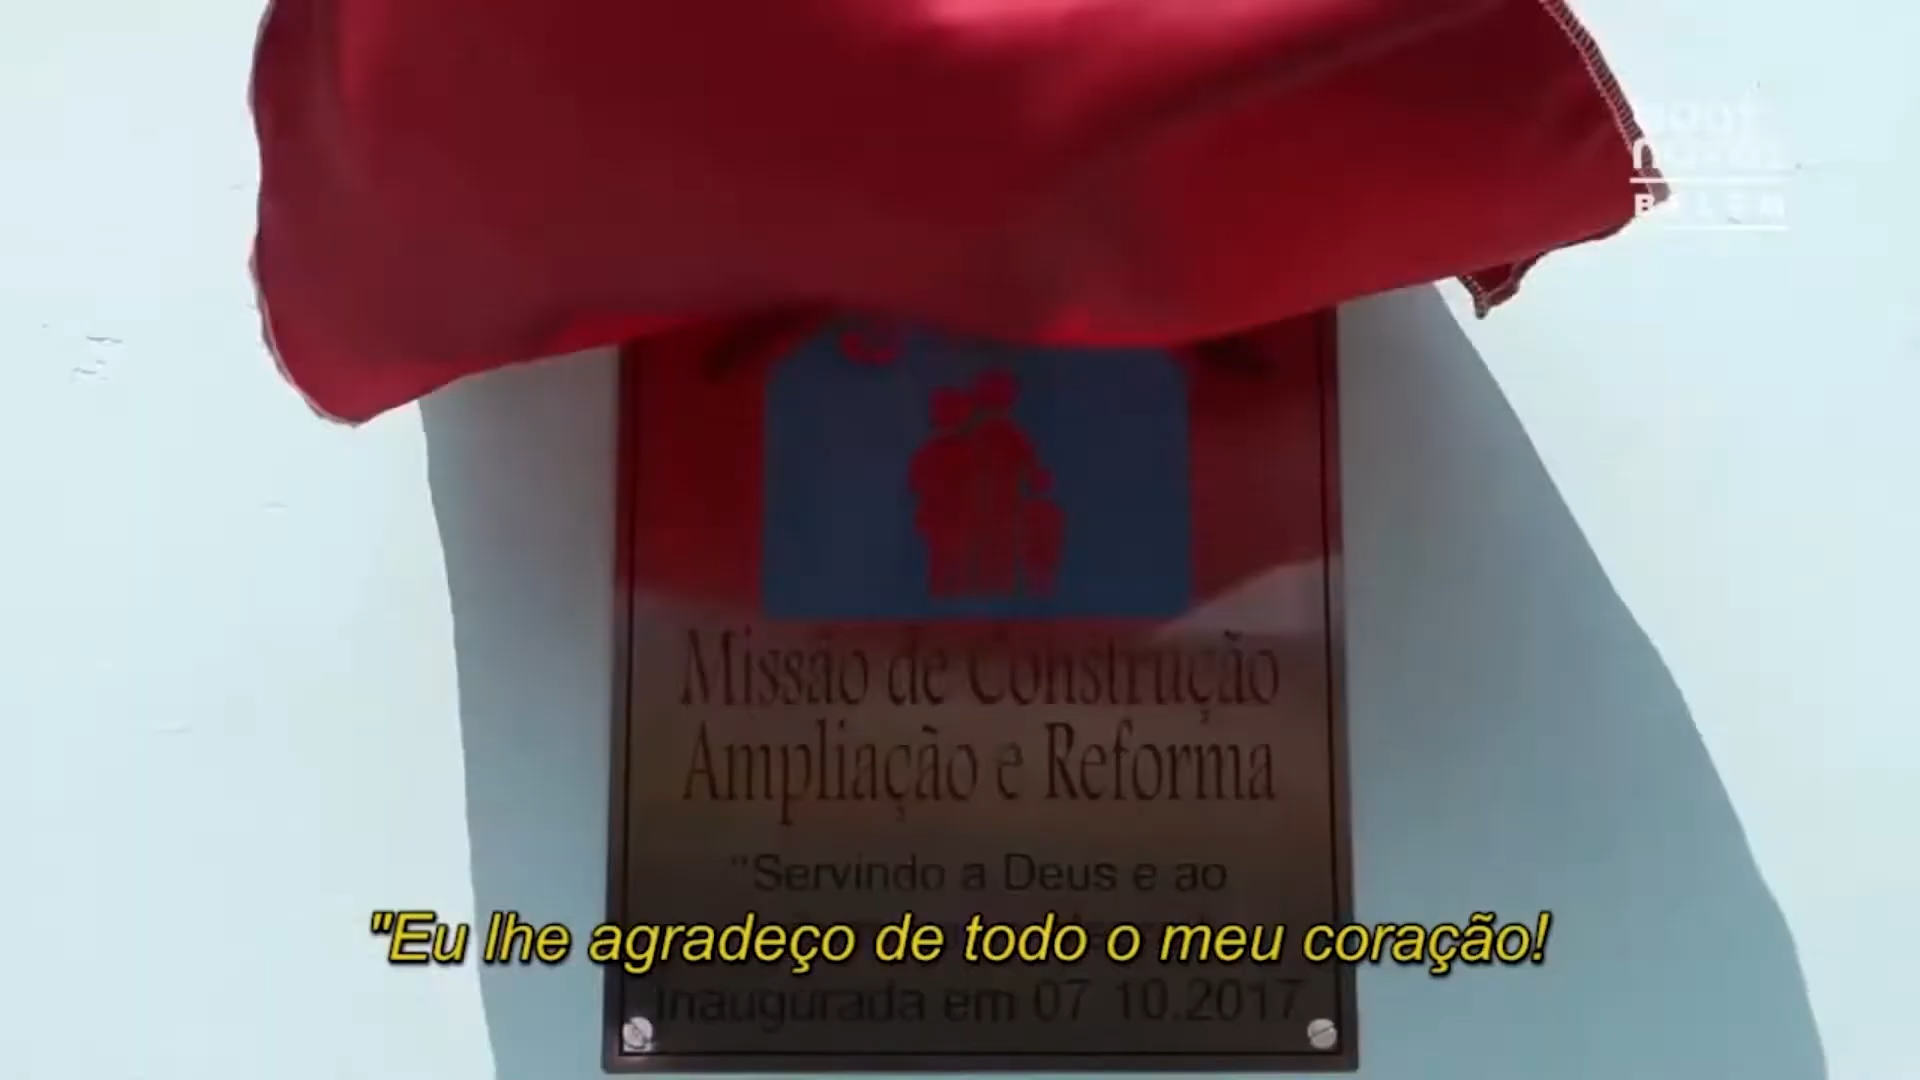 BELÉM
Missão de Construção
Ampliação e Reforma
"Servindo a Deus e ao
"Eu lhe agradeço de todo o meu coração!
Inaugurada em 07 10.2017